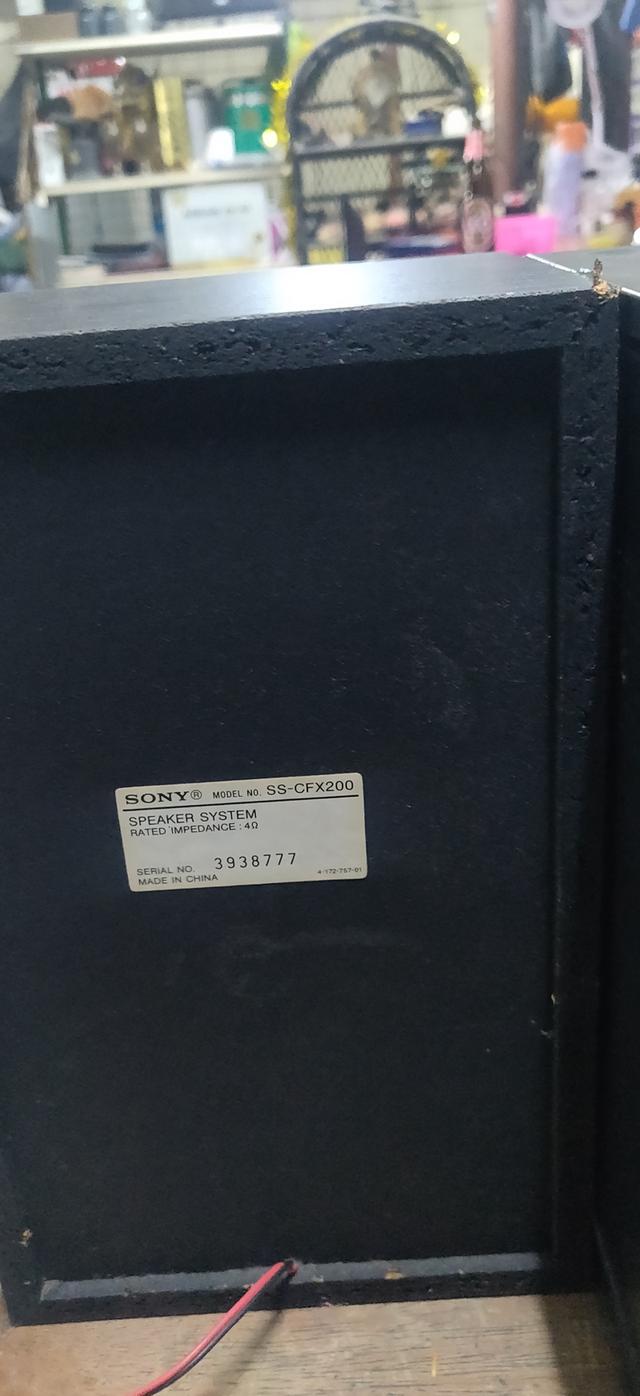 SONY® MODEL NO. SS-CFX200
SPEAKER SYSTEM
RATED IMPEDANCE : 4Ω
SERIAL NO. 3938777
MADE IN CHINA 4-172-757-01